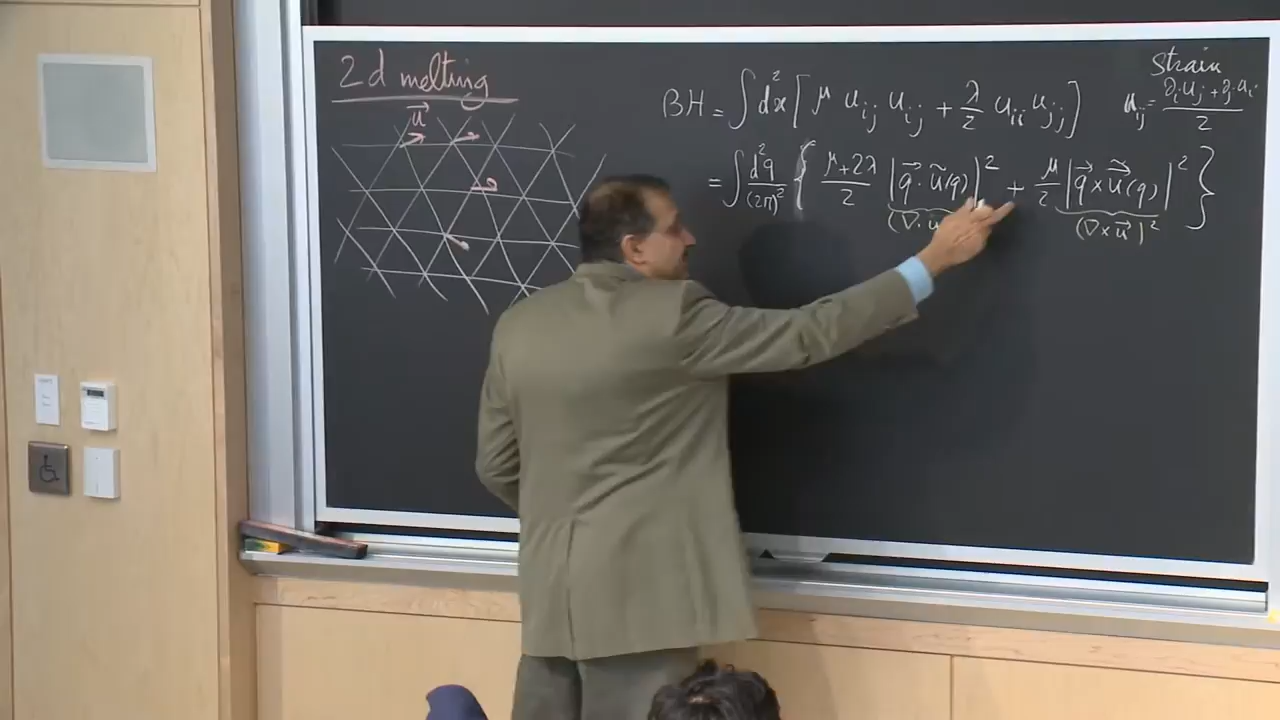 2d melting
u⃗
βH = ∫d²x [ μ u_ij u_ij + λ/2 u_ii u_jj ]
Strain
u_ij = (∂_i u_j + ∂_j u_i)/2
= ∫ d²q/(2π)² { (μ+2λ)/2 |q⃗ · ũ(q)|² + μ/2 |q⃗ × ũ⃗(q)|² }
(∇·u
(∇×u⃗)²